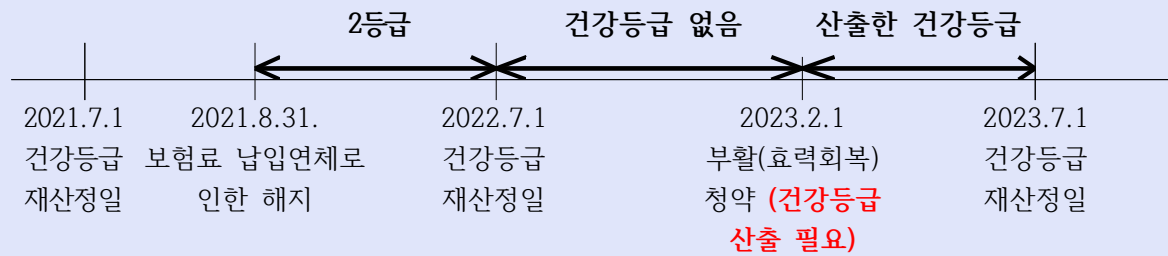 2등급 건강등급 없음 산출한 건강등급
2021.7.1 2021.8.31. 2022.7.1 2023.2.1 2023.7.1
건강등급 보험료 납입연체로 건강등급 부활(효력회복) 건강등급
재산정일 인한 해지 재산정일 청약 (건강등급 재산정일
산출 필요)